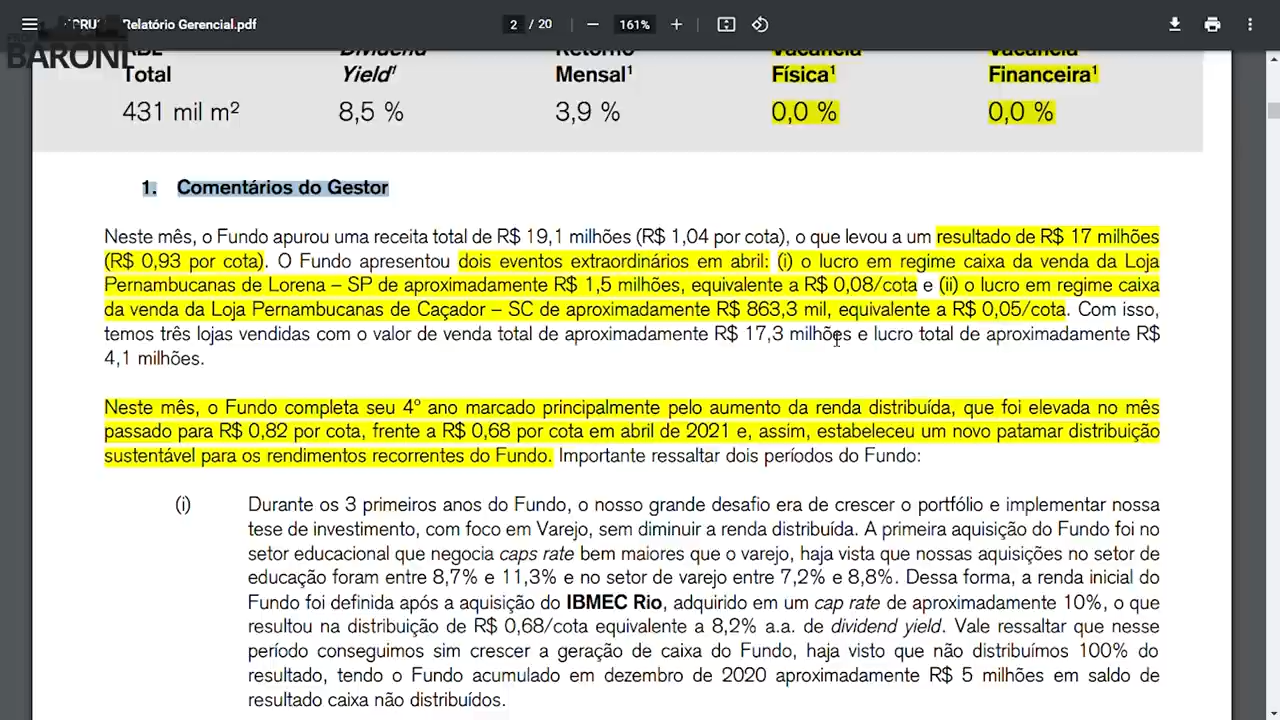 Relatório Gerencial.pdf
2 / 20
161%
BARONI
Total
Yield¹
Mensal¹
Vacância
Física¹
Vacância
Financeira¹
431 mil m²
8,5 %
3,9 %
0,0 %
0,0 %
1. Comentários do Gestor
Neste mês, o Fundo apurou uma receita total de R$ 19,1 milhões (R$ 1,04 por cota), o que levou a um resultado de R$ 17 milhões
(R$ 0,93 por cota). O Fundo apresentou dois eventos extraordinários em abril: (i) o lucro em regime caixa da venda da Loja
Pernambucanas de Lorena – SP de aproximadamente R$ 1,5 milhões, equivalente a R$ 0,08/cota e (ii) o lucro em regime caixa
da venda da Loja Pernambucanas de Caçador – SC de aproximadamente R$ 863,3 mil, equivalente a R$ 0,05/cota. Com isso,
temos três lojas vendidas com o valor de venda total de aproximadamente R$ 17,3 milhões e lucro total de aproximadamente R$
4,1 milhões.
Neste mês, o Fundo completa seu 4º ano marcado principalmente pelo aumento da renda distribuída, que foi elevada no mês
passado para R$ 0,82 por cota, frente a R$ 0,68 por cota em abril de 2021 e, assim, estabeleceu um novo patamar distribuição
sustentável para os rendimentos recorrentes do Fundo. Importante ressaltar dois períodos do Fundo:
(i) Durante os 3 primeiros anos do Fundo, o nosso grande desafio era de crescer o portfólio e implementar nossa
tese de investimento, com foco em Varejo, sem diminuir a renda distribuída. A primeira aquisição do Fundo foi no
setor educacional que negocia caps rate bem maiores que o varejo, haja vista que nossas aquisições no setor de
educação foram entre 8,7% e 11,3% e no setor de varejo entre 7,2% e 8,8%. Dessa forma, a renda inicial do
Fundo foi definida após a aquisição do IBMEC Rio, adquirido em um cap rate de aproximadamente 10%, o que
resultou na distribuição de R$ 0,68/cota equivalente a 8,2% a.a. de dividend yield. Vale ressaltar que nesse
período conseguimos sim crescer a geração de caixa do Fundo, haja visto que não distribuímos 100% do
resultado, tendo o Fundo acumulado em dezembro de 2020 aproximadamente R$ 5 milhões em saldo de
resultado caixa não distribuídos.